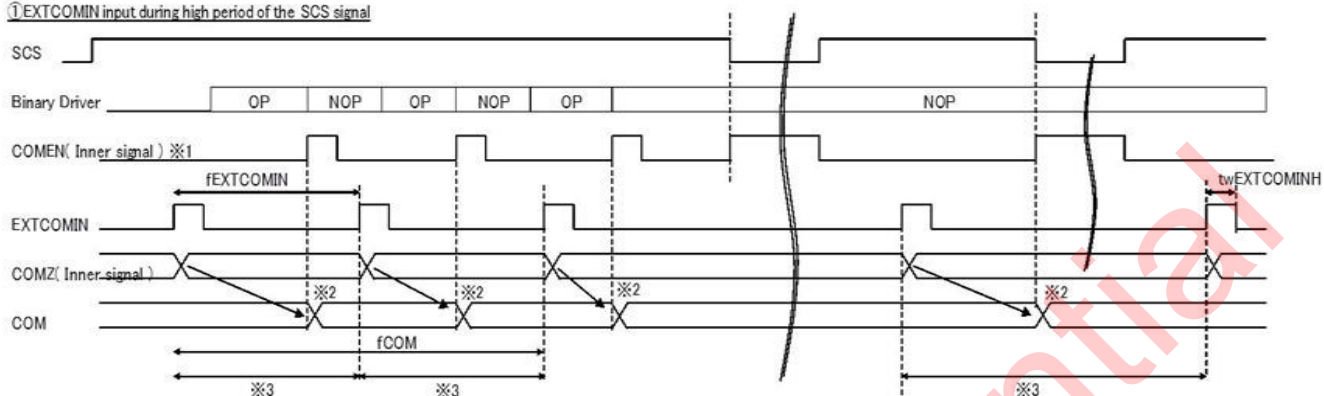 ①EXTCOMIN input during high period of the SCS signal
SCS
Binary Driver OP NOP OP NOP OP NOP
COMEN( Inner signal ) ※1
fEXTCOMIN twEXTCOMINH
EXTCOMIN
COMZ( Inner signal )
※2 ※2 ※2 ※2
COM
fCOM
※3 ※3 ※3
ntial